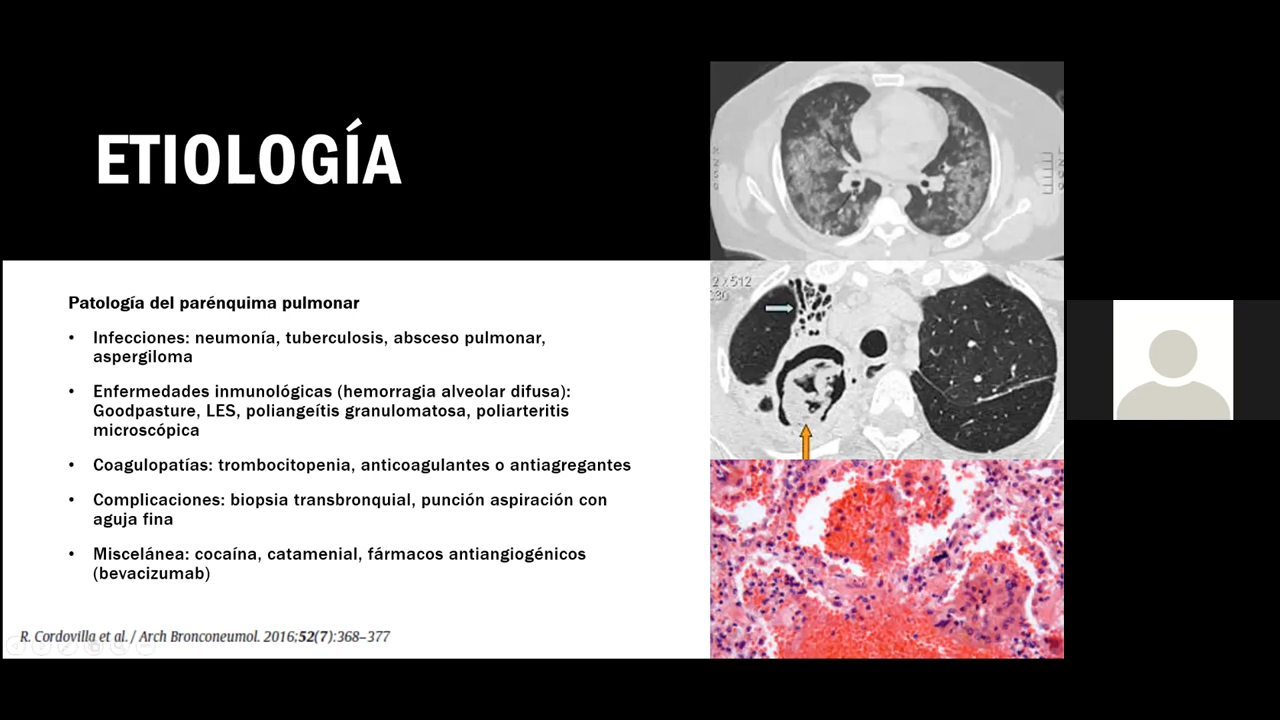 ETIOLOGÍA
Patología del parénquima pulmonar
• Infecciones: neumonía, tuberculosis, absceso pulmonar,
aspergiloma
• Enfermedades inmunológicas (hemorragia alveolar difusa):
Goodpasture, LES, poliangeítis granulomatosa, poliarteritis
microscópica
• Coagulopatías: trombocitopenia, anticoagulantes o antiagregantes
• Complicaciones: biopsia transbronquial, punción aspiración con
aguja fina
• Miscelánea: cocaína, catamenial, fármacos antiangiogénicos
(bevacizumab)
R. Cordovilla et al. / Arch Bronconeumol. 2016;52(7):368–377